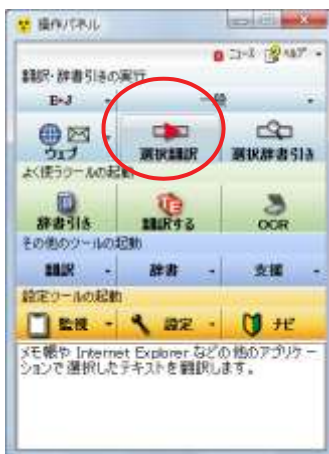 操作パネル
ニュース ヘルプ
翻訳・辞書引きの実行
E>J 一般
ウェブ 選択翻訳 選択辞書引き
よく使うツールの起動
辞書引き 翻訳する OCR
その他のツールの起動
翻訳 辞書 支援
設定ツールの起動
監視 設定 ナビ
メモ帳や Internet Explorer などの他のアプリケー
ションで選択したテキストを翻訳します。